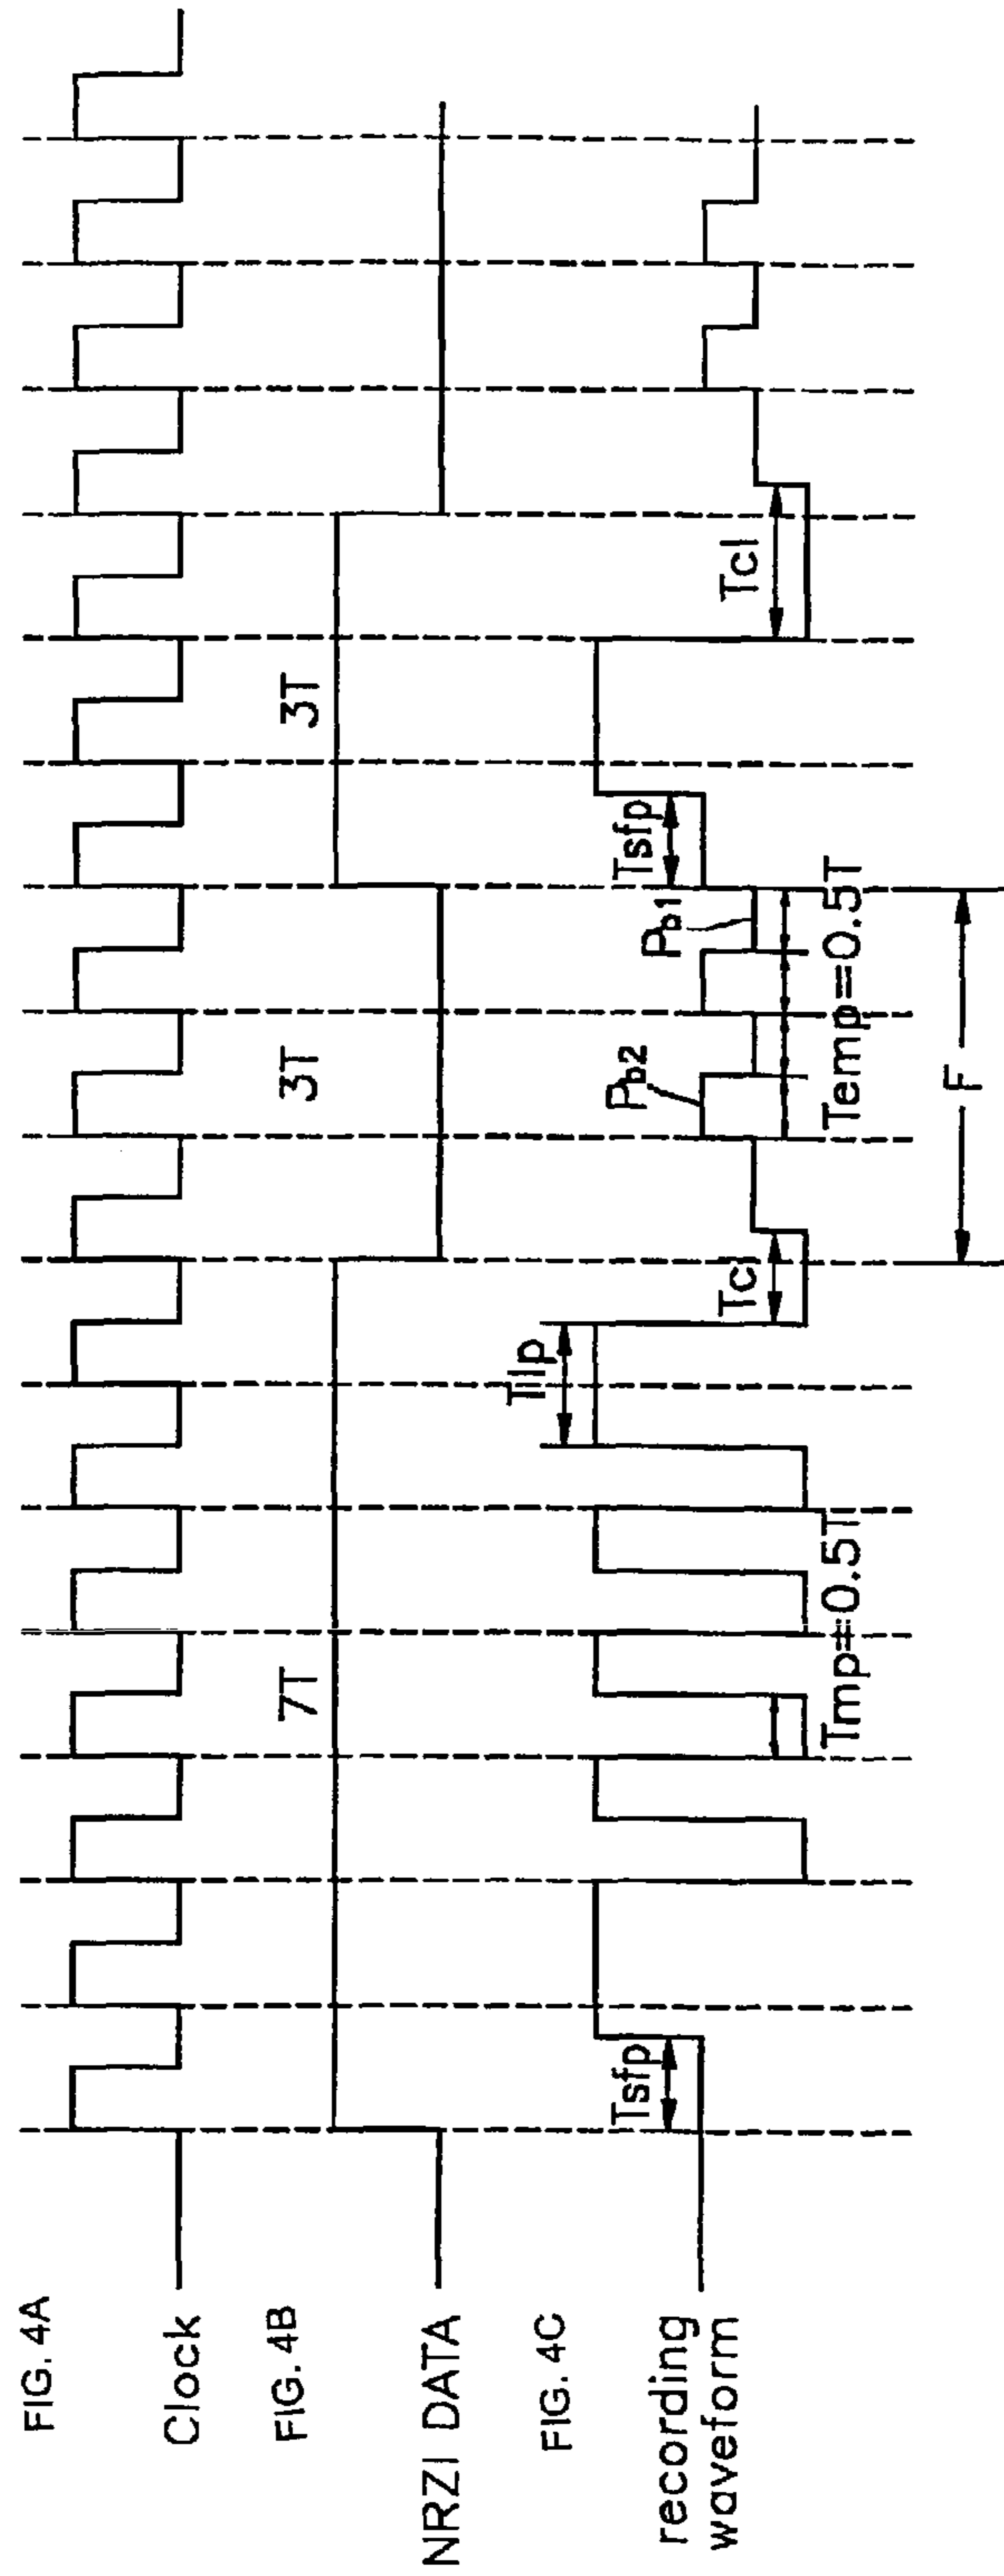 FIG. 4A
Clock
FIG. 4B
NRZI DATA
7T
3T
3T
FIG. 4C
recording
waveform
Tsfp
Tmp=0.5T
Tlp
Tcl
Pb2
Pb1
Temp=0.5T
Tsfp
Tcl
F